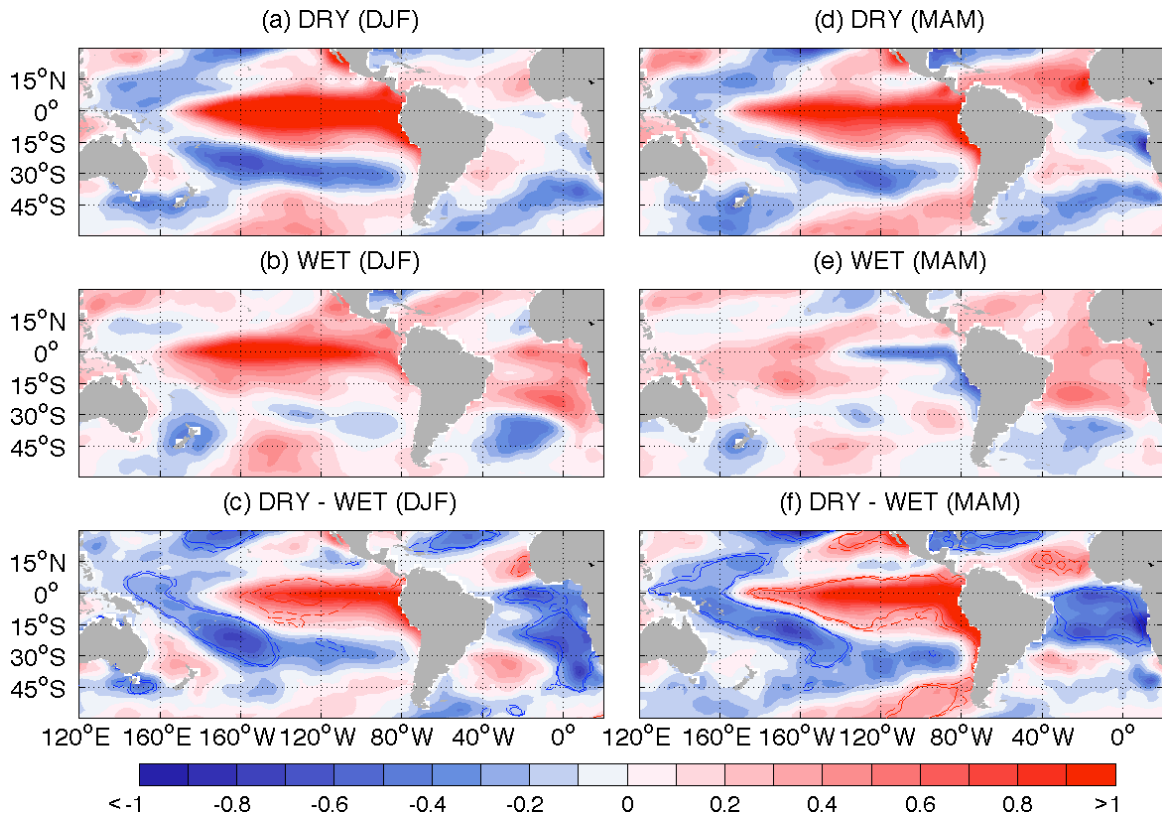 (a) DRY (DJF)
15°N
0°
15°S
30°S
45°S
(d) DRY (MAM)
(b) WET (DJF)
15°N
0°
15°S
30°S
45°S
(e) WET (MAM)
(c) DRY - WET (DJF)
15°N
0°
15°S
30°S
45°S
(f) DRY - WET (MAM)
120°E 160°E 160°W 120°W 80°W 40°W 0° 120°E 160°E 160°W 120°W 80°W 40°W 0°
<-1 -0.8 -0.6 -0.4 -0.2 0 0.2 0.4 0.6 0.8 >1